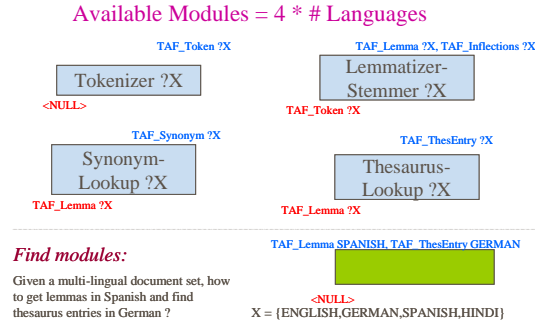 Available Modules = 4 * # Languages
TAF_Token ?X
Tokenizer ?X
<NULL>
TAF_Lemma ?X, TAF_Inflections ?X
Lemmatizer-
Stemmer ?X
TAF_Token ?X
TAF_Synonym ?X
Synonym-
Lookup ?X
TAF_Lemma ?X
TAF_ThesEntry ?X
Thesaurus-
Lookup ?X
TAF_Lemma ?X
Find modules:
Given a multi-lingual document set, how
to get lemmas in Spanish and find
thesaurus entries in German ?
TAF_Lemma SPANISH, TAF_ThesEntry GERMAN
<NULL>
X = {ENGLISH,GERMAN,SPANISH,HINDI}